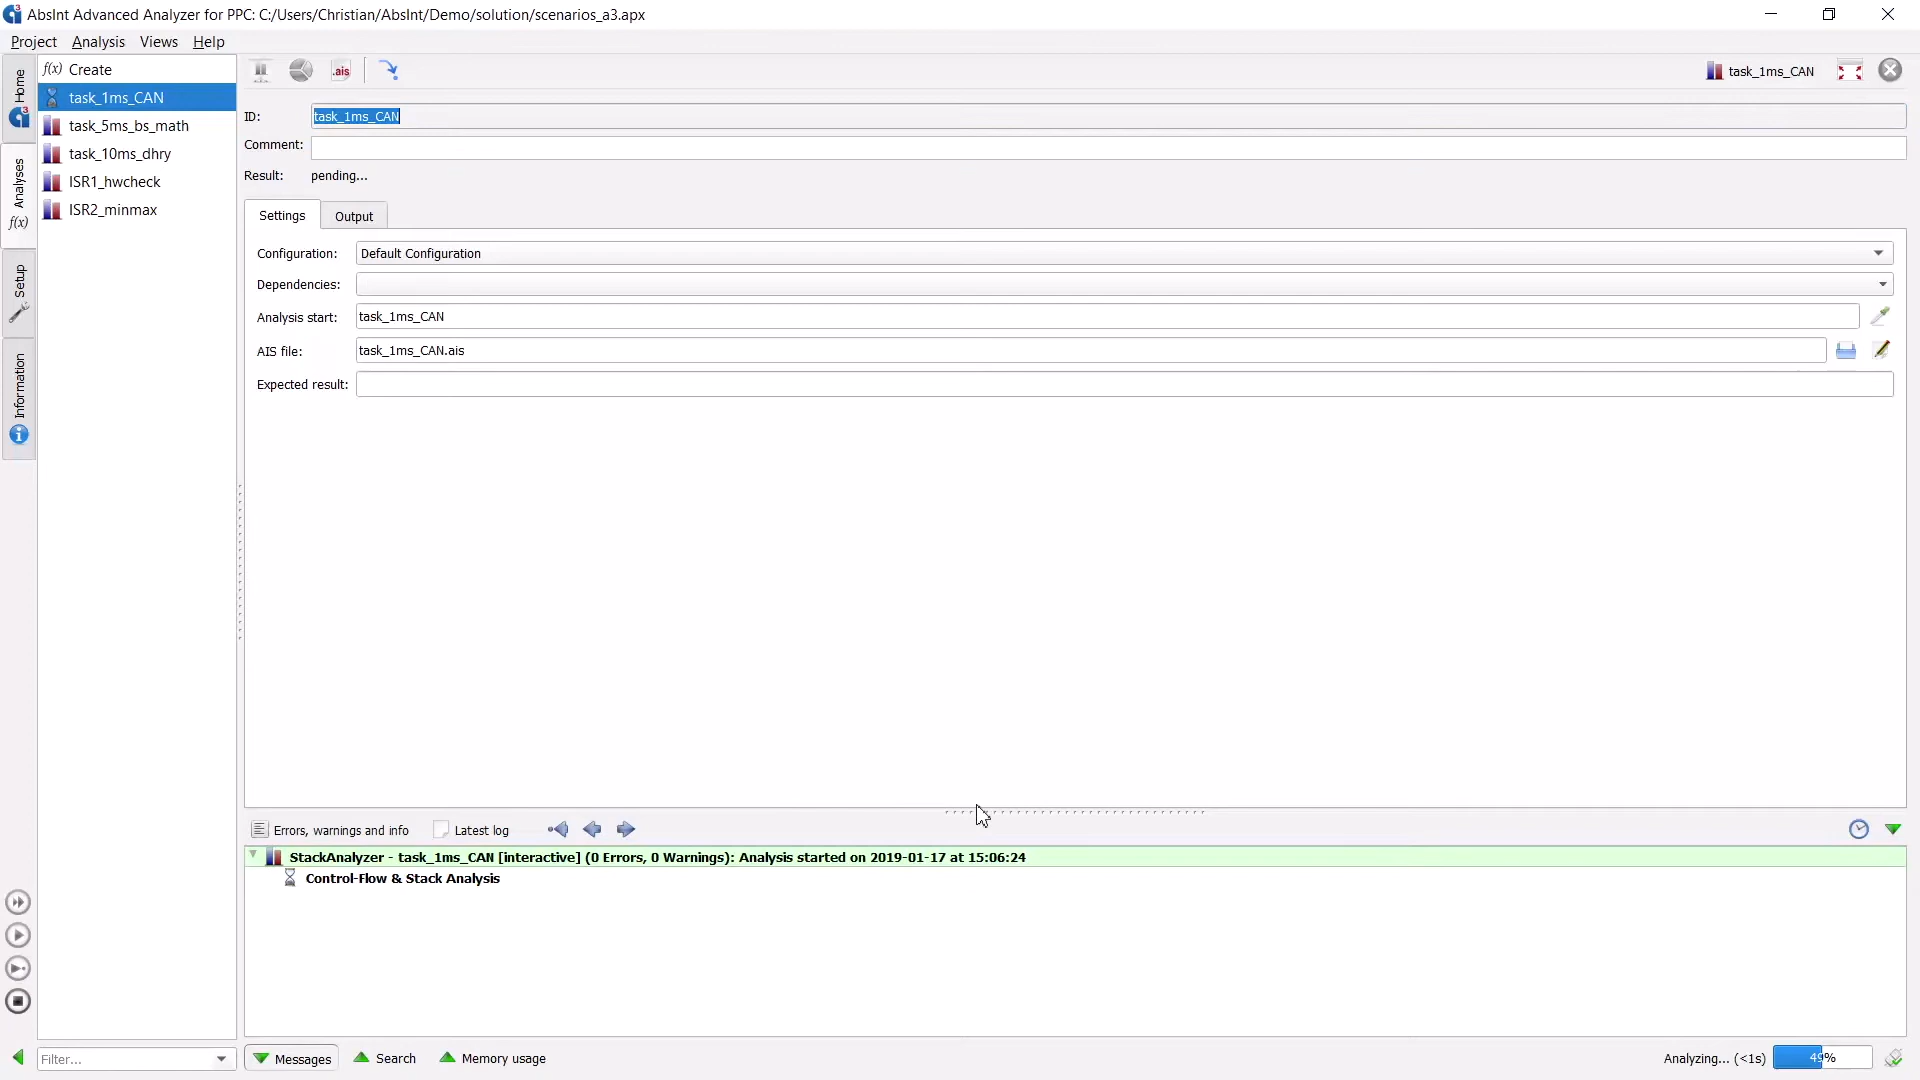 AbsInt Advanced Analyzer for PPC: C:/Users/Christian/AbsInt/Demo/solution/scenarios_a3.apx
Project Analysis Views Help
Home
Analyses
f(x)
Setup
Information
f(x) Create
task_1ms_CAN
task_5ms_bs_math
task_10ms_dhry
ISR1_hwcheck
ISR2_minmax
.ais
task_1ms_CAN
ID: task_1ms_CAN
Comment:
Result: pending...
Settings Output
Configuration: Default Configuration
Dependencies:
Analysis start: task_1ms_CAN
AIS file: task_1ms_CAN.ais
Expected result:
Errors, warnings and info Latest log
StackAnalyzer - task_1ms_CAN [interactive] (0 Errors, 0 Warnings): Analysis started on 2019-01-17 at 15:06:24
Control-Flow & Stack Analysis
Filter... Messages Search Memory usage Analyzing... (<1s) 49%